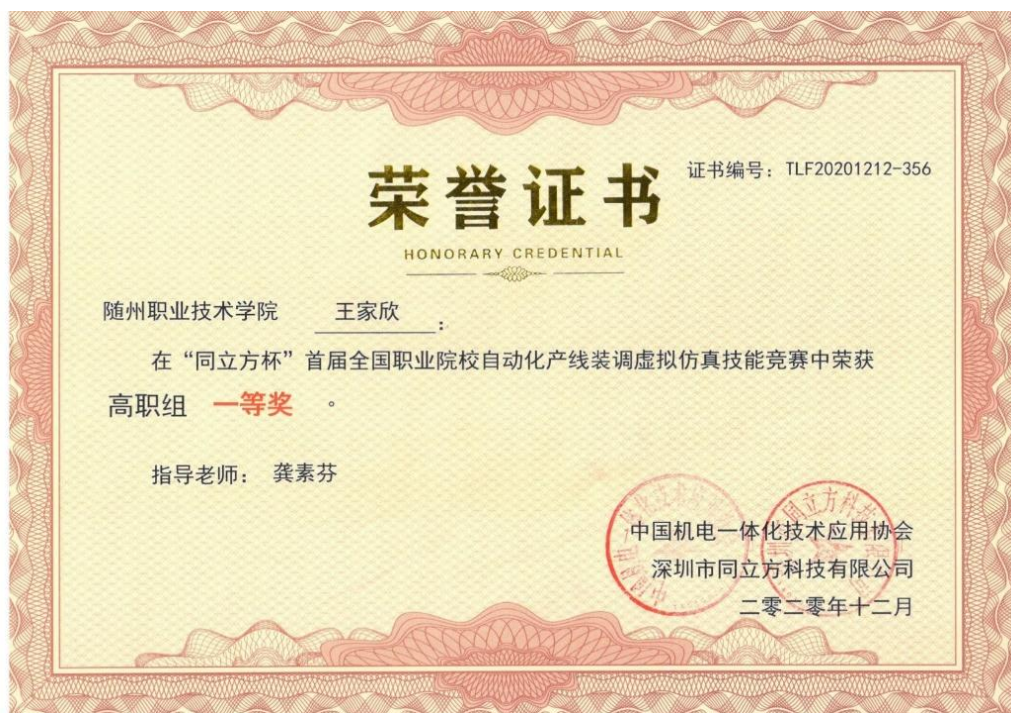 证书编号：TLF20201212-356
荣誉证书
HONORARY CREDENTIAL
随州职业技术学院 王家欣：
在“同立方杯”首届全国职业院校自动化产线装调虚拟仿真技能竞赛中荣获
高职组 一等奖 。
指导老师： 龚素芬
中国机电一体化技术应用协会
深圳市同立方科技有限公司
二零二零年十二月